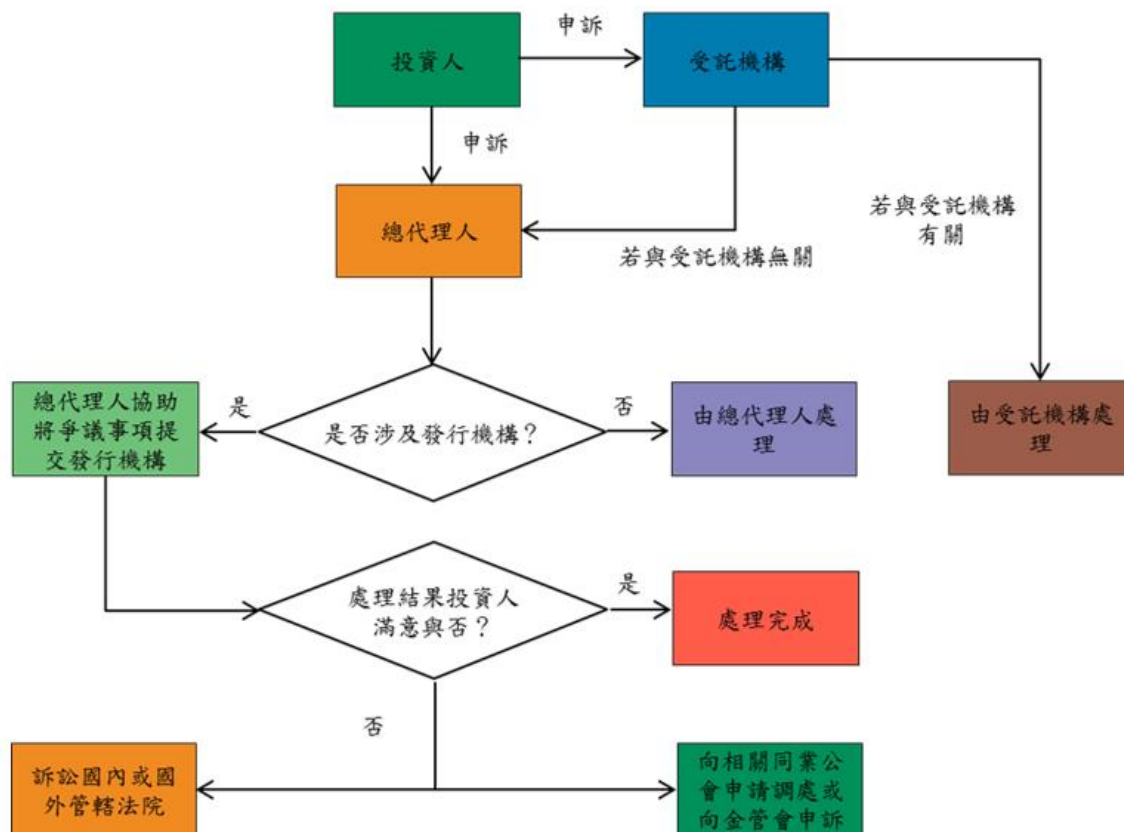 申訴
投資人
受託機構
申訴
總代理人
若與受託機構
有關
若與受託機構無關
總代理人協助
將爭議事項提
交發行機構
是
是否涉及發行機構？
否
由總代理人處
理
由受託機構處
理
處理結果投資人
滿意與否？
是
處理完成
否
訴訟國內或國
外管轄法院
向相關同業公
會申請調處或
向金管會申訴